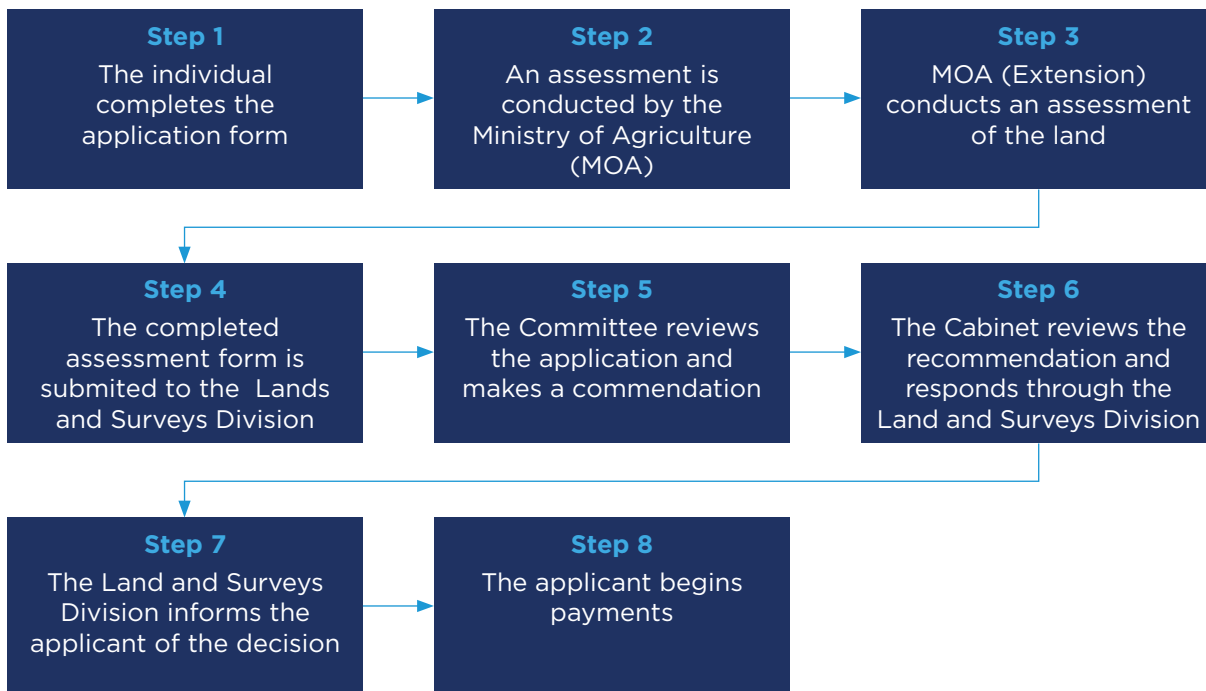 Step 1
The individual
completes the
application form
Step 2
An assessment is
conducted by the
Ministry of Agriculture
(MOA)
Step 3
MOA (Extension)
conducts an assessment
of the land
Step 4
The completed
assessment form is
submited to the Lands
and Surveys Division
Step 5
The Committee reviews
the application and
makes a commendation
Step 6
The Cabinet reviews the
recommendation and
responds through the
Land and Surveys Division
Step 7
The Land and Surveys
Division informs the
applicant of the decision
Step 8
The applicant begins
payments